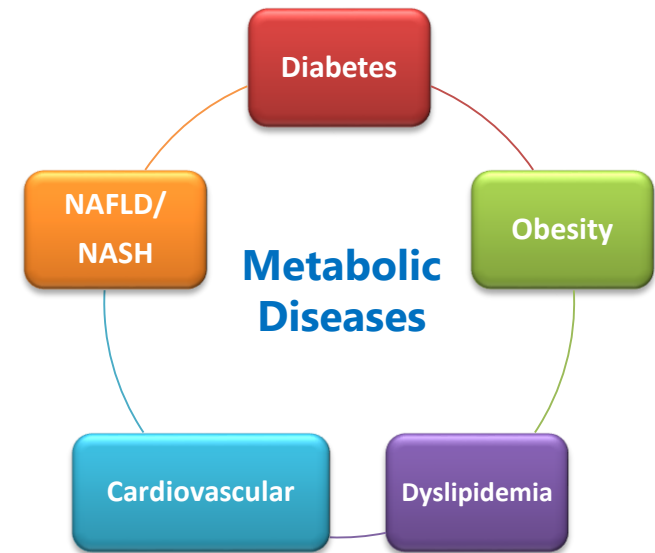 Diabetes
NAFLD/
NASH
Obesity
Metabolic
Diseases
Cardiovascular
Dyslipidemia